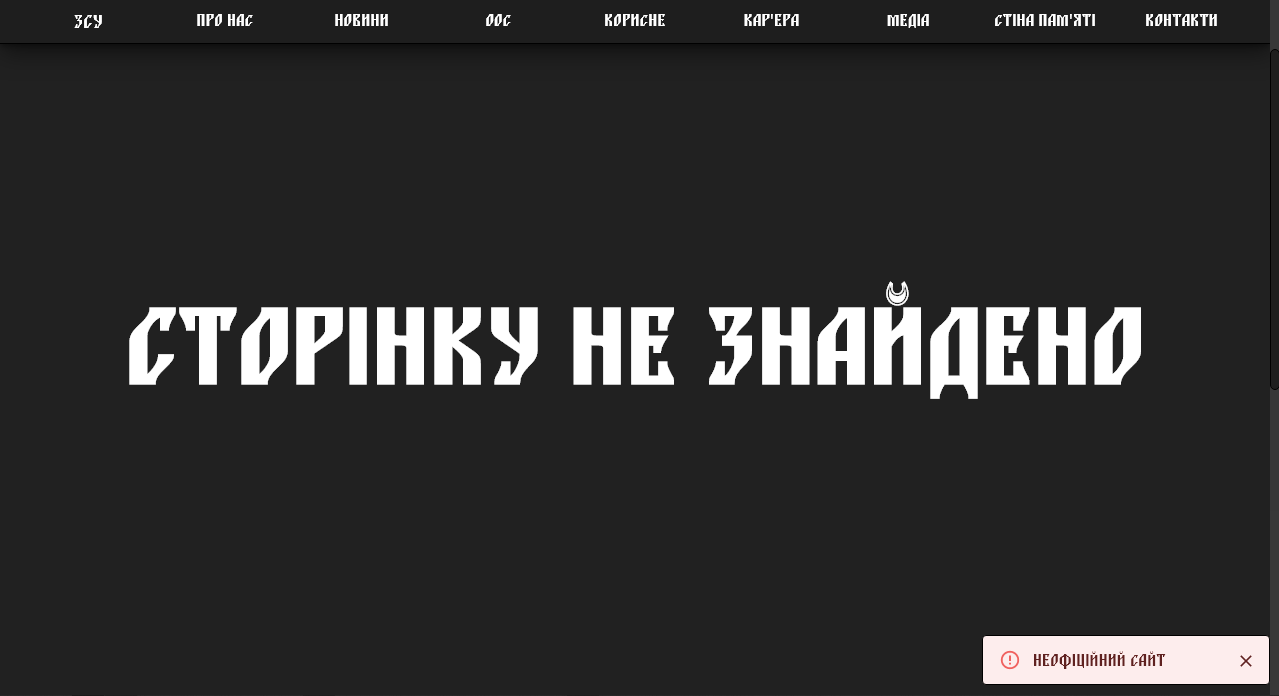 ЗСУ ПРО НАС НОВИНИ ООС КОРИСНЕ КАР'ЄРА МЕДІА СТІНА ПАМ'ЯТІ КОНТАКТИ
СТОРІНКУ НЕ ЗНАЙДЕНО
НЕОФІЦІЙНИЙ САЙТ